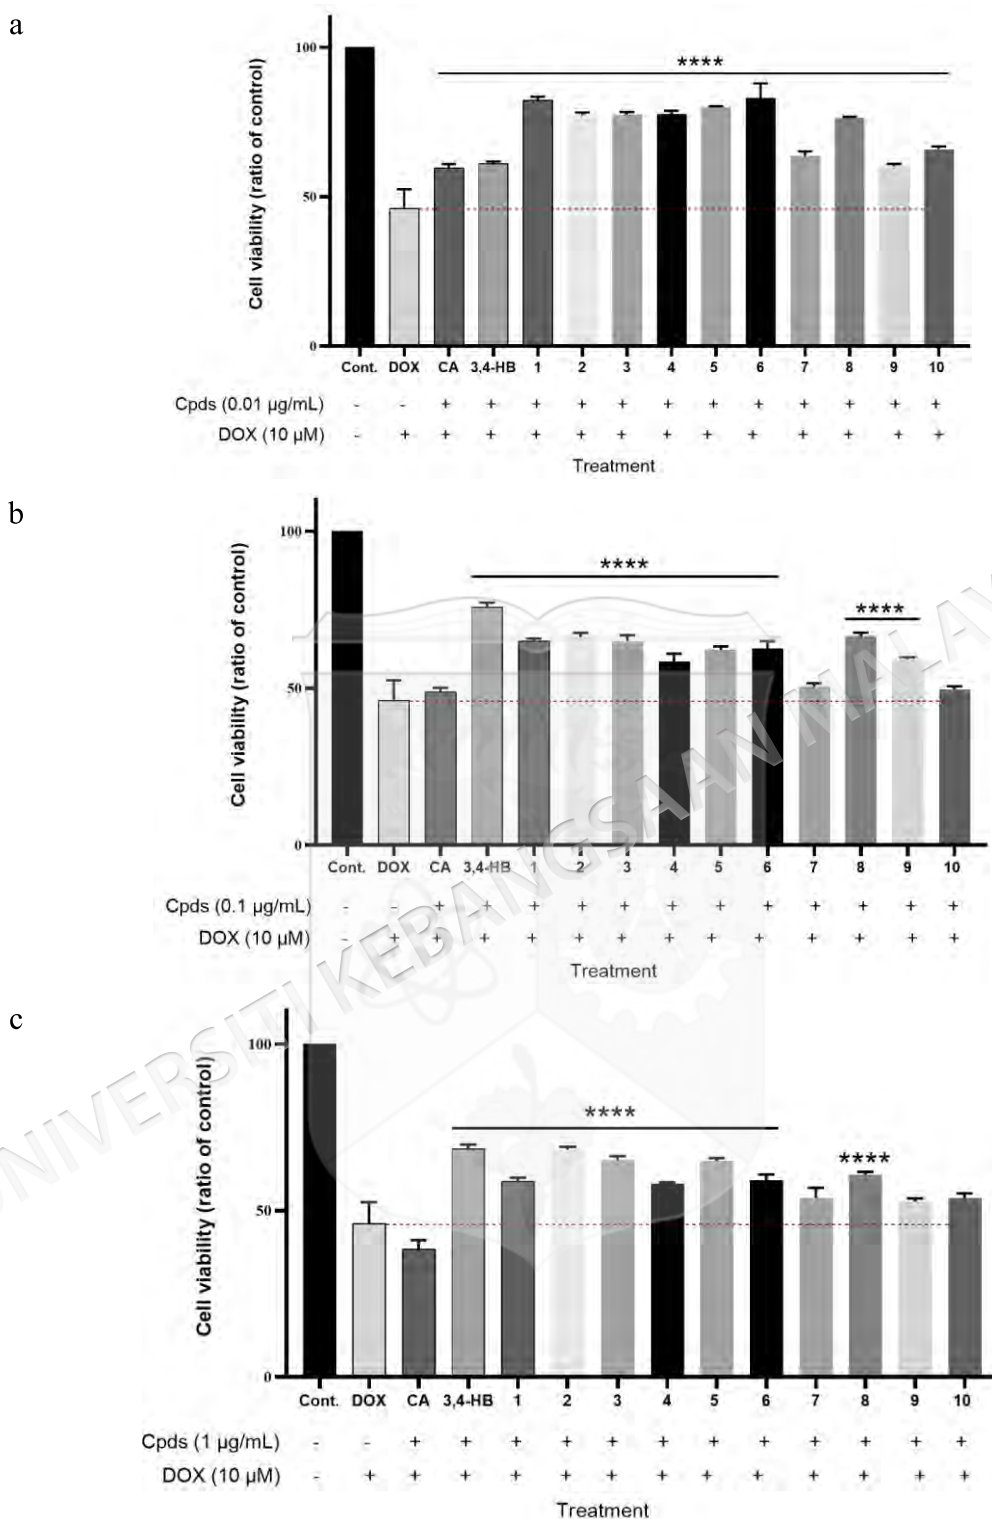 a
****
100
50
0
Cell viability (ratio of control)
Cont. DOX CA 3,4-HB 1 2 3 4 5 6 7 8 9 10
Cpds (0.01 µg/mL) - - + + + + + + + + + + + +
DOX (10 µM) - + + + + + + + + + + + + +
Treatment
b
****
****
100
50
0
Cell viability (ratio of control)
Cont. DOX CA 3,4-HB 1 2 3 4 5 6 7 8 9 10
Cpds (0.1 µg/mL) - - + + + + + + + + + + + +
DOX (10 µM) - + + + + + + + + + + + + +
Treatment
c
****
****
100
50
0
Cell viability (ratio of control)
Cont. DOX CA 3,4-HB 1 2 3 4 5 6 7 8 9 10
Cpds (1 µg/mL) - - + + + + + + + + + + + +
DOX (10 µM) - + + + + + + + + + + + + +
Treatment
UNIVERSITI KEBANGSAAN MALAY